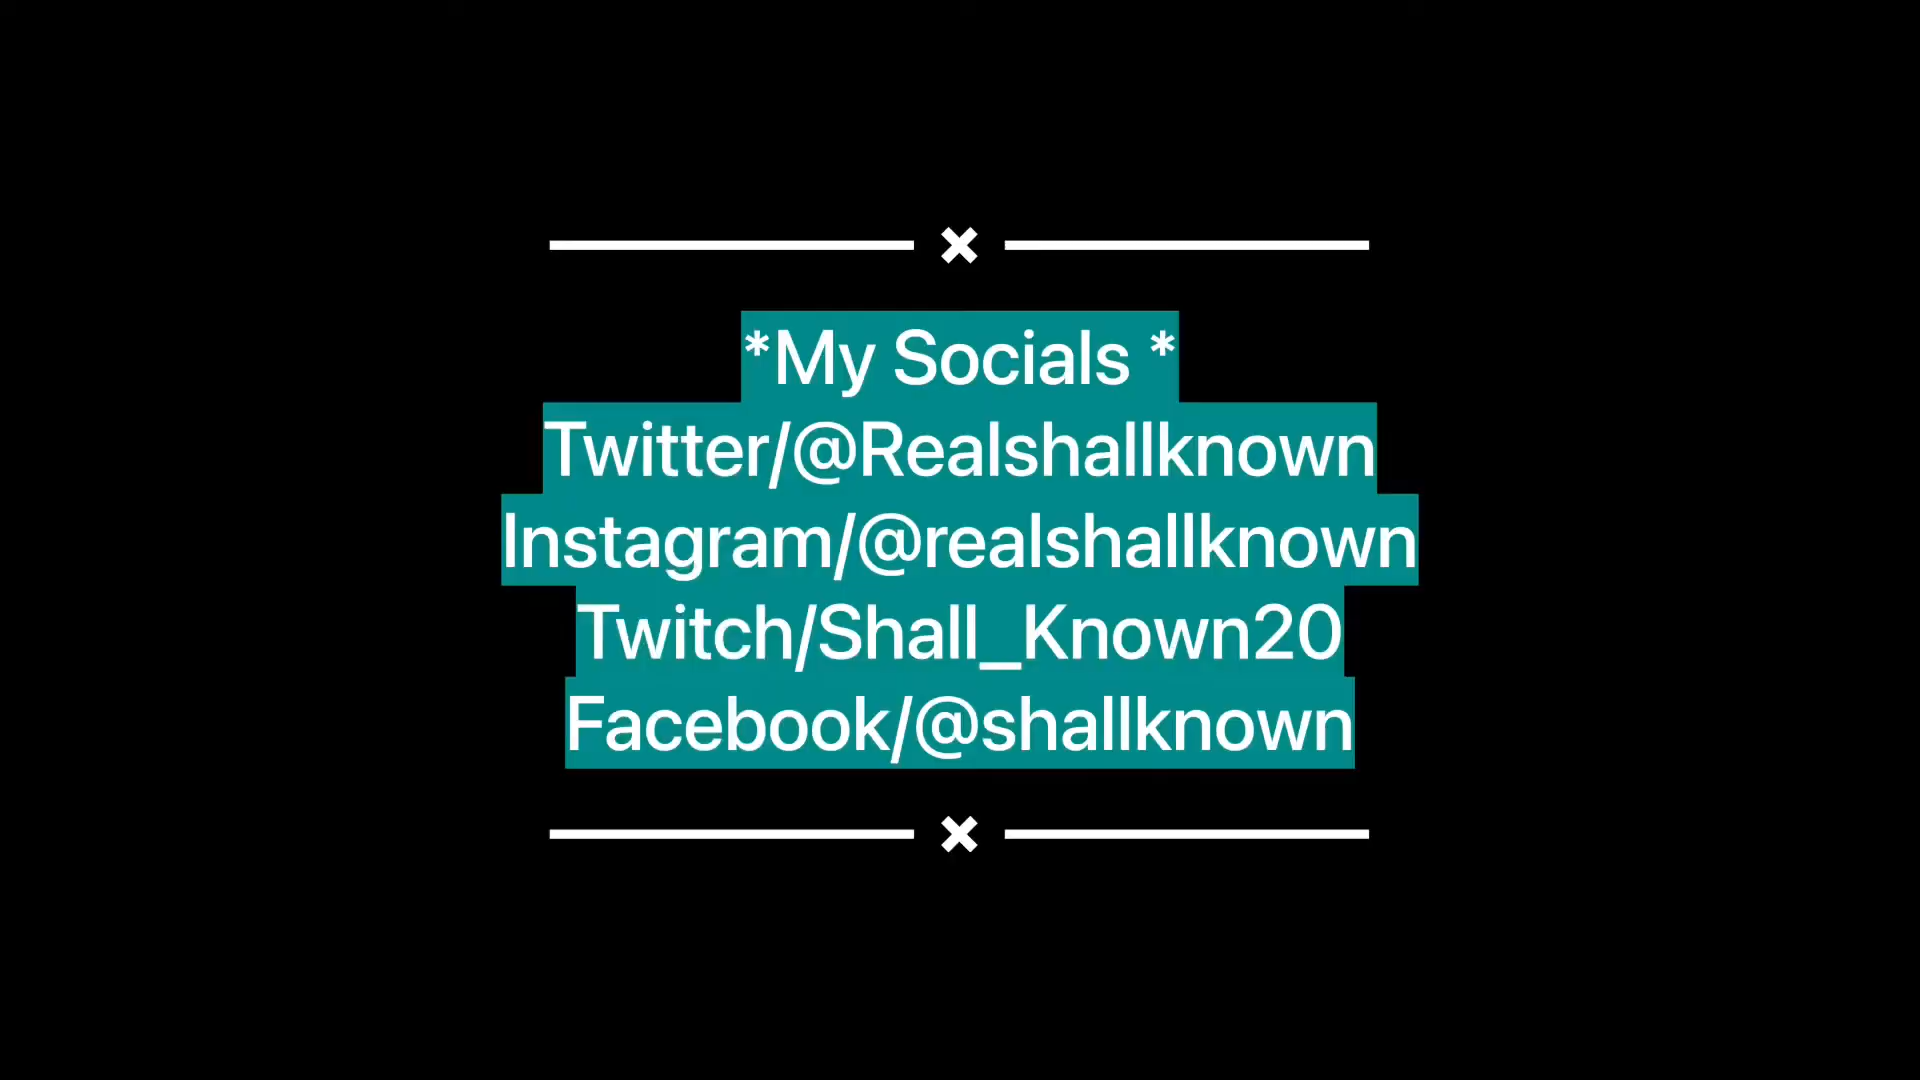 *My Socials *
Twitter/@Realshallknown
Instagram/@realshallknown
Twitch/Shall_Known20
Facebook/@shallknown